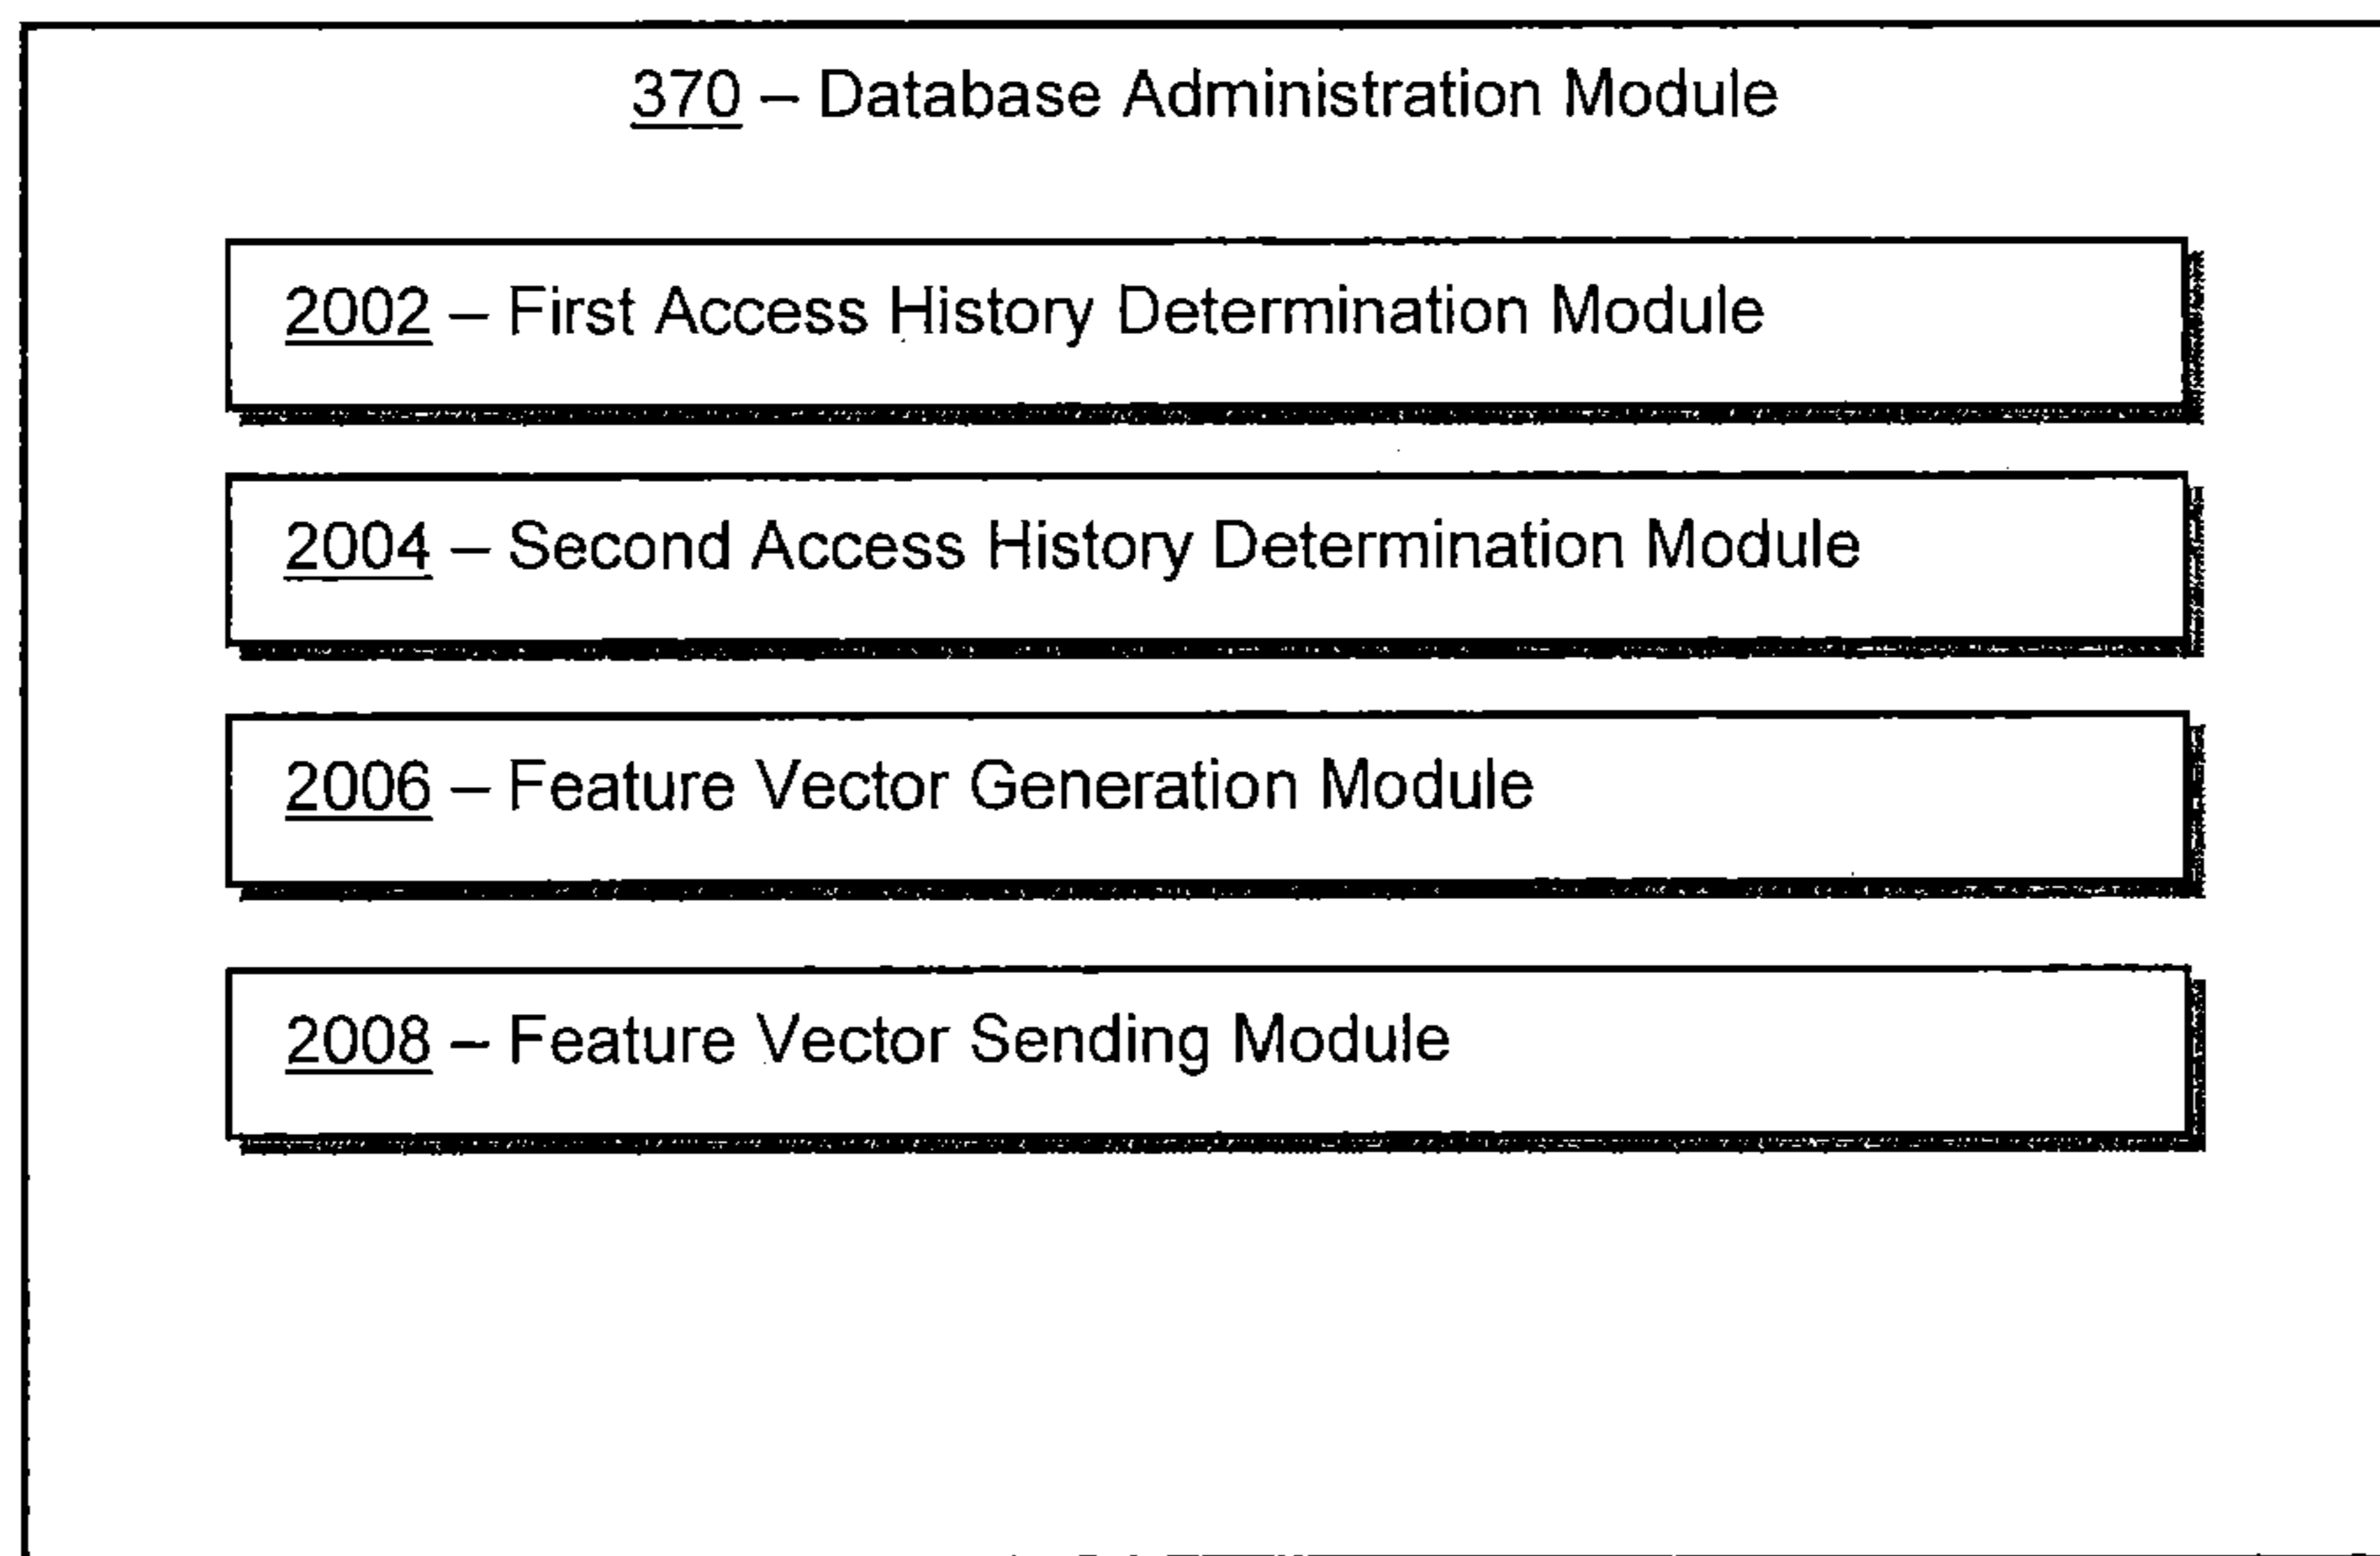 370 – Database Administration Module
2002 – First Access History Determination Module
2004 – Second Access History Determination Module
2006 – Feature Vector Generation Module
2008 – Feature Vector Sending Module